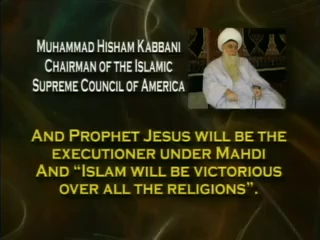 Muhammad Hisham Kabbani
Chairman of the Islamic
Supreme Council of America
And Prophet Jesus will be the
executioner under Mahdi
And “Islam will be victorious
over all the religions”.